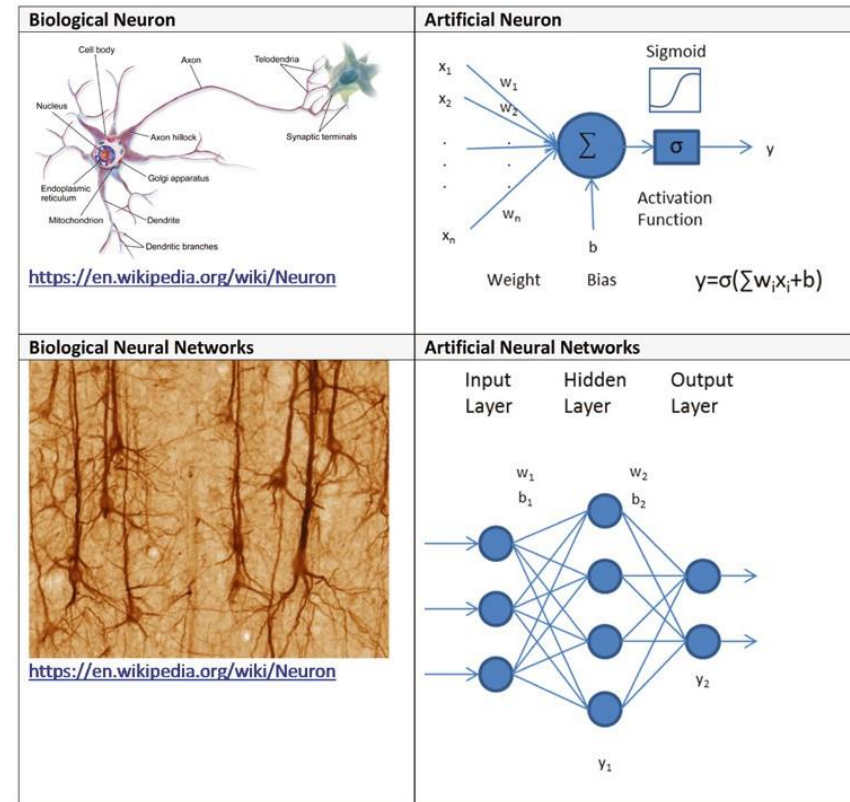 Biological Neuron
Cell body
Axon
Telodendria
Nucleus
Axon hillock
Synaptic terminals
Golgi apparatus
Endoplasmic
reticulum
Mitochondrion
Dendrite
Dendritic branches
https://en.wikipedia.org/wiki/Neuron
Artificial Neuron
Sigmoid
x1
w1
x2
w2
.
.
.
.
.
.
Σ
σ
y
xn
wn
b
Activation
Function
Weight
Bias
y=σ(∑wixi+b)
Biological Neural Networks
https://en.wikipedia.org/wiki/Neuron
Artificial Neural Networks
Input
Layer
Hidden
Layer
Output
Layer
w1
b1
w2
b2
y2
y1